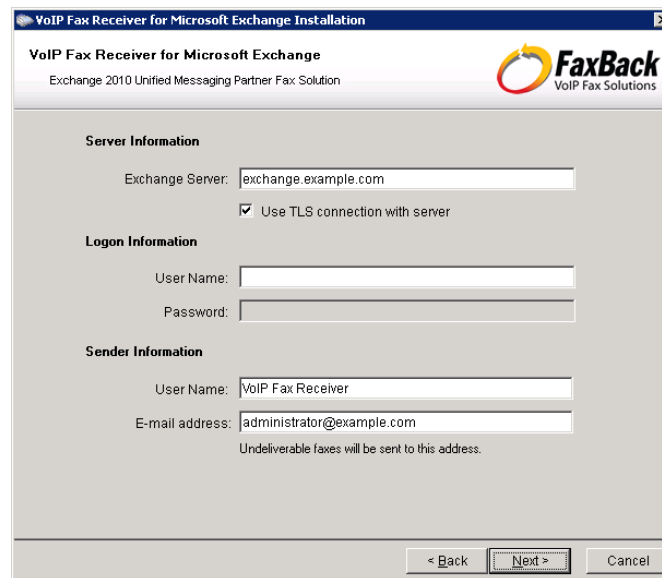 VoIP Fax Receiver for Microsoft Exchange Installation
VoIP Fax Receiver for Microsoft Exchange
Exchange 2010 Unified Messaging Partner Fax Solution
FaxBack
VoIP Fax Solutions
Server Information
Exchange Server: exchange.example.com
Use TLS connection with server
Logon Information
User Name:
Password:
Sender Information
User Name: VoIP Fax Receiver
E-mail address: administrator@example.com
Undeliverable faxes will be sent to this address.
< Back Next > Cancel